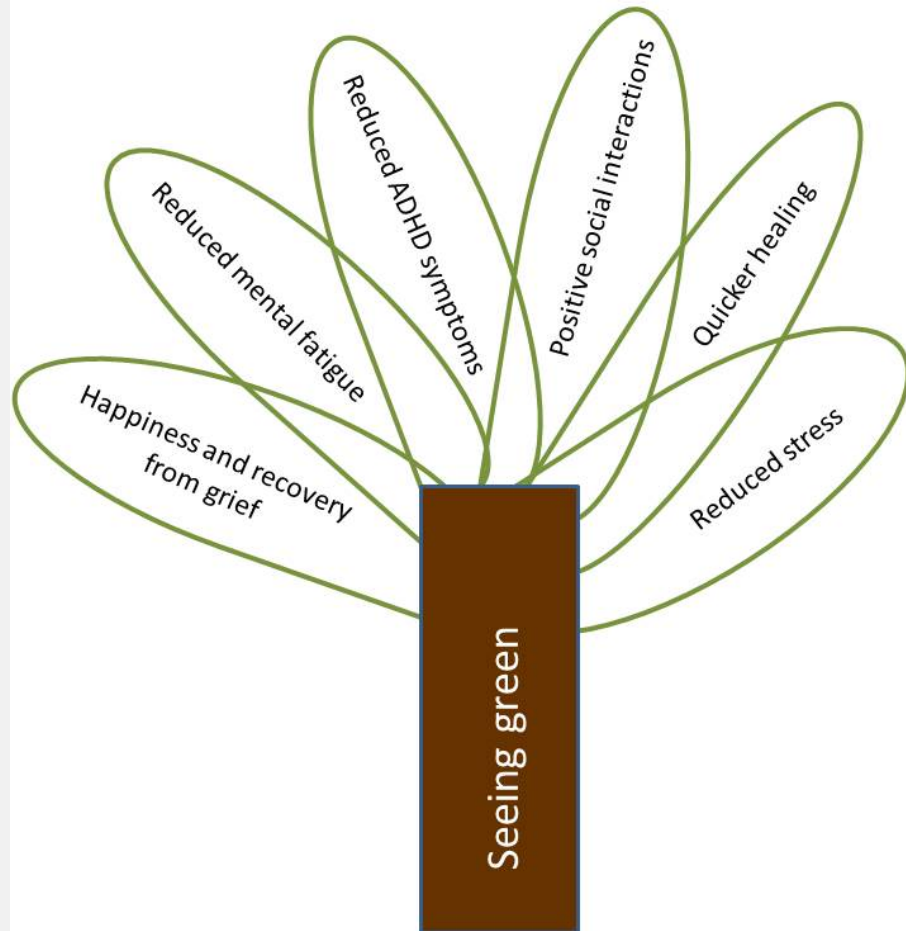 Happiness and recovery
from grief
Reduced mental fatigue
Reduced ADHD symptoms
Positive social interactions
Quicker healing
Reduced stress
Seeing green